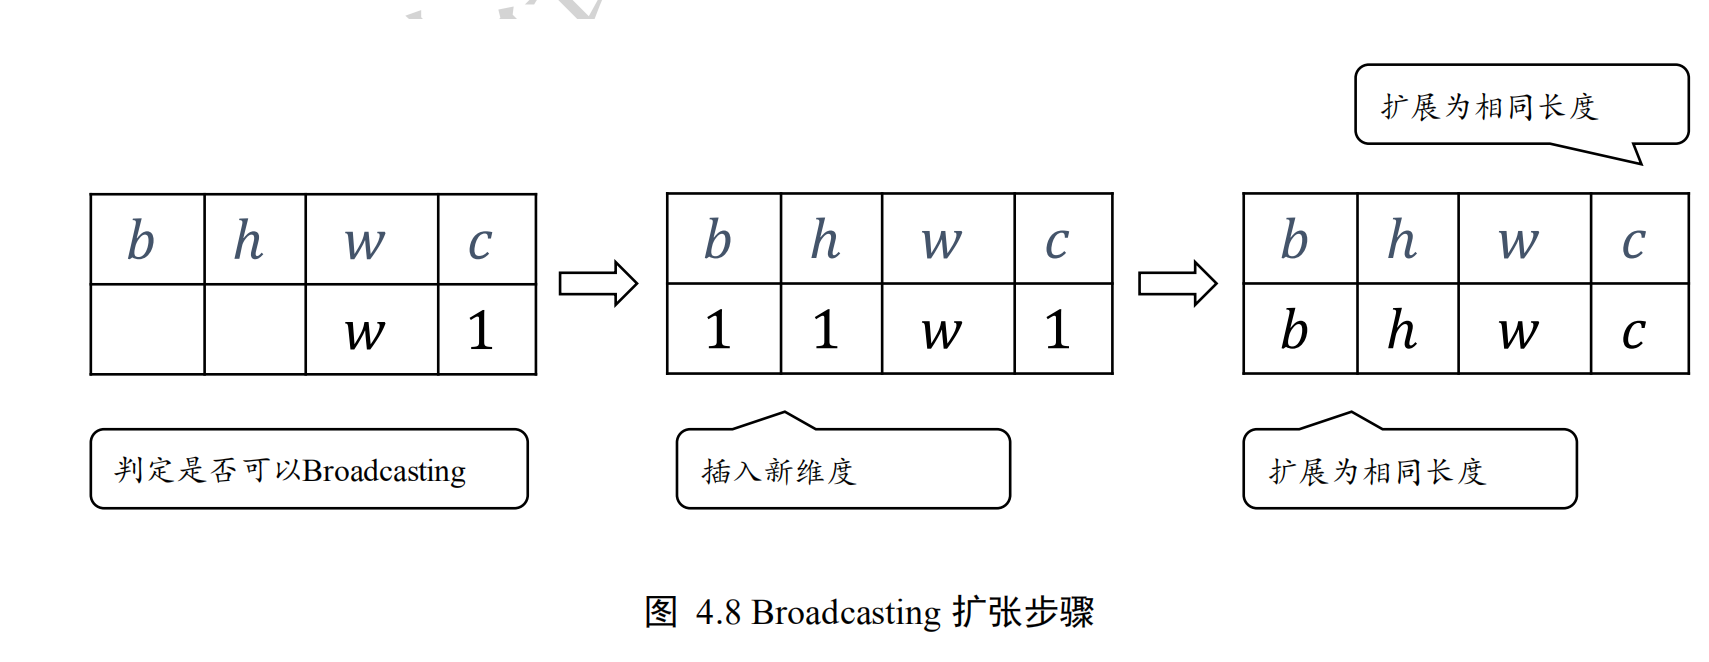 扩展为相同长度
b h w c
w 1
b h w c
1 1 w 1
b h w c
b h w c
判定是否可以Broadcasting
插入新维度
扩展为相同长度
图 4.8 Broadcasting 扩张步骤